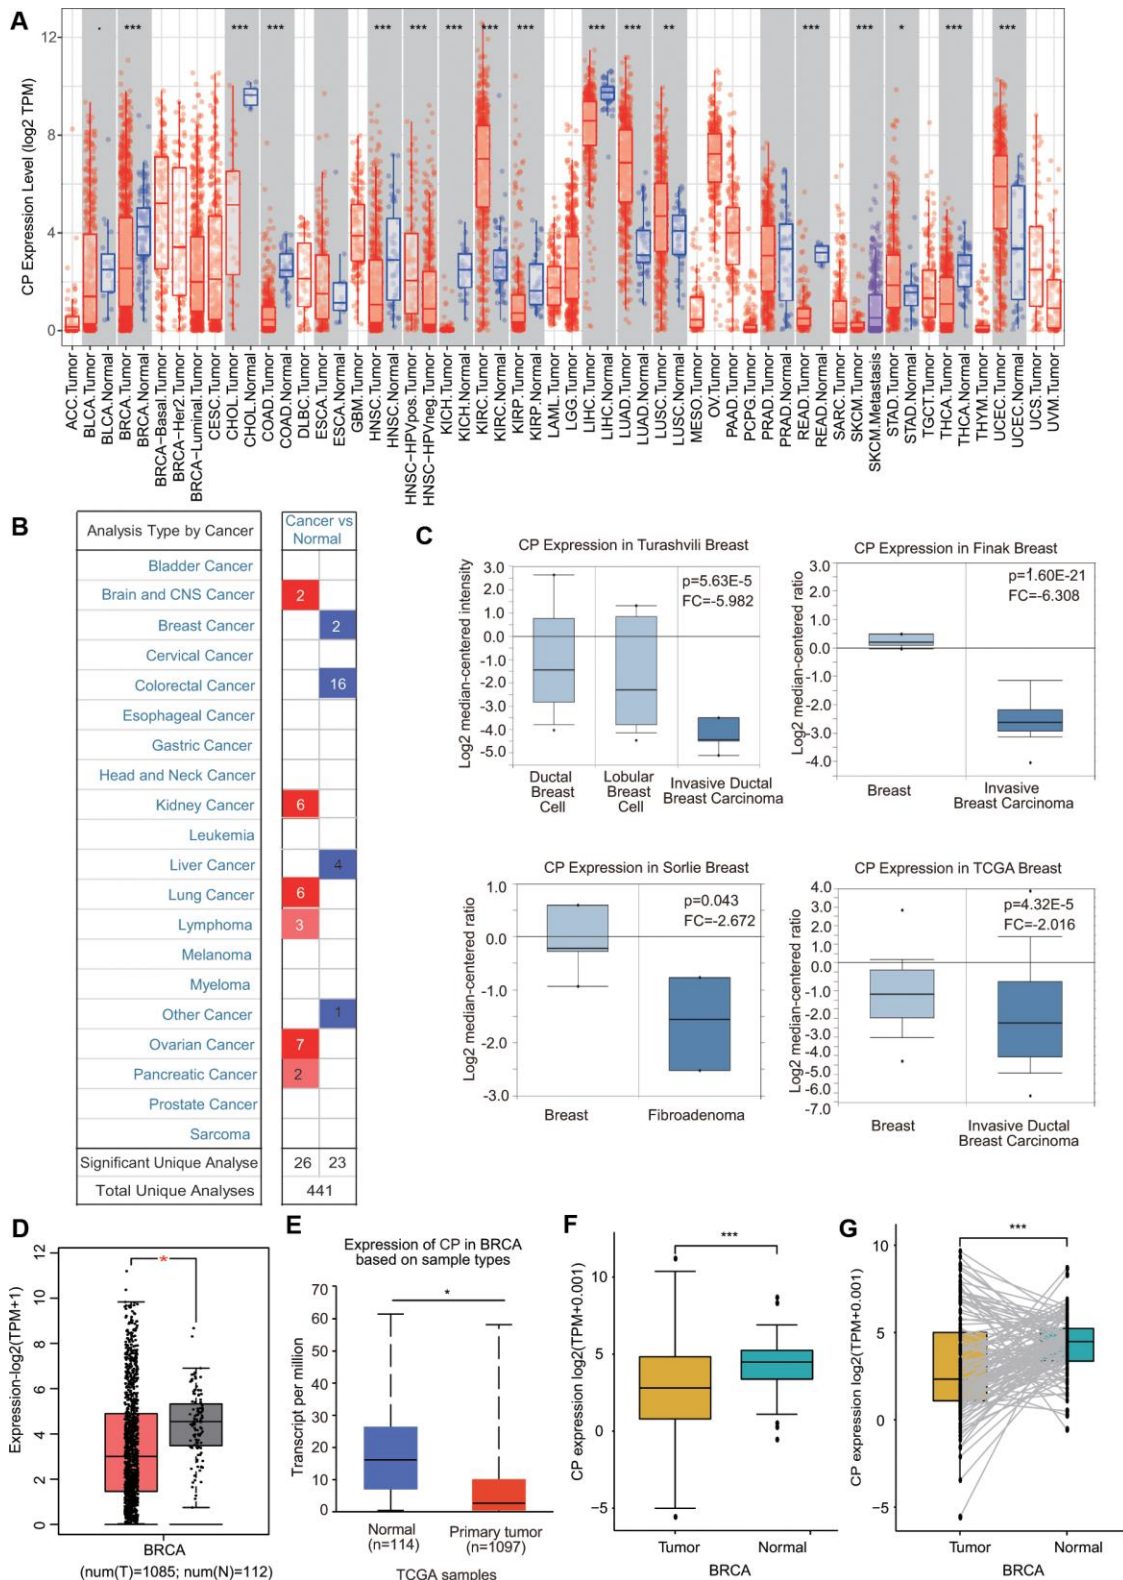 A
. *** *** *** *** *** *** *** *** *** *** ** *** *** * *** ***
CP Expression Level (log2 TPM)
12
8
4
0
ACC.Tumor
BLCA.Tumor
BLCA.Normal
BRCA.Tumor
BRCA.Normal
BRCA-Basal.Tumor
BRCA-Her2.Tumor
BRCA-Luminal.Tumor
CESC.Tumor
CHOL.Tumor
CHOL.Normal
COAD.Tumor
COAD.Normal
DLBC.Tumor
ESCA.Tumor
ESCA.Normal
GBM.Tumor
HNSC.Tumor
HNSC.Normal
HNSC-HPVpos.Tumor
HNSC-HPVneg.Tumor
KICH.Tumor
KICH.Normal
KIRC.Tumor
KIRC.Normal
KIRP.Tumor
KIRP.Normal
LAML.Tumor
LGG.Tumor
LIHC.Tumor
LIHC.Normal
LUAD.Tumor
LUAD.Normal
LUSC.Tumor
LUSC.Normal
MESO.Tumor
OV.Tumor
PAAD.Tumor
PCPG.Tumor
PRAD.Tumor
PRAD.Normal
READ.Tumor
READ.Normal
SARC.Tumor
SKCM.Tumor
SKCM.Metastasis
STAD.Tumor
STAD.Normal
TGCT.Tumor
THCA.Tumor
THCA.Normal
THYM.Tumor
UCEC.Tumor
UCEC.Normal
UCS.Tumor
UVM.Tumor
B
Analysis Type by Cancer
Cancer vs
Normal
Bladder Cancer
Brain and CNS Cancer 2
Breast Cancer 2
Cervical Cancer
Colorectal Cancer 16
Esophageal Cancer
Gastric Cancer
Head and Neck Cancer
Kidney Cancer 6
Leukemia
Liver Cancer 4
Lung Cancer 6
Lymphoma 3
Melanoma
Myeloma
Other Cancer 1
Ovarian Cancer 7
Pancreatic Cancer 2
Prostate Cancer
Sarcoma
Significant Unique Analyse 26 23
Total Unique Analyses 441
C
CP Expression in Turashvili Breast
Log2 median-centered intensity
3.0
2.0
1.0
0.0
-1.0
-2.0
-3.0
-4.0
-5.0
p=5.63E-5
FC=-5.982
Ductal
Breast
Cell
Lobular
Breast
Cell
Invasive Ductal
Breast Carcinoma
CP Expression in Finak Breast
Log2 median-centered ratio
3.0
2.0
1.0
0.0
-1.0
-2.0
-3.0
-4.0
p=1.60E-21
FC=-6.308
Breast
Invasive
Breast Carcinoma
CP Expression in Sorlie Breast
Log2 median-centered ratio
1.0
0.0
-1.0
-2.0
-3.0
p=0.043
FC=-2.672
Breast
Fibroadenoma
CP Expression in TCGA Breast
Log2 median-centered ratio
4.0
3.0
2.0
1.0
0.0
-1.0
-2.0
-3.0
-4.0
-5.0
-6.0
-7.0
p=4.32E-5
FC=-2.016
Breast
Invasive Ductal
Breast Carcinoma
D
Expression-log2(TPM+1)
12
10
8
6
4
2
0
*
BRCA
(num(T)=1085; num(N)=112)
E
Expression of CP in BRCA
based on sample types
Transcript per million
70
60
50
40
30
20
10
0
*
Normal
(n=114)
Primary tumor
(n=1097)
TCGA samples
F
CP expression log2(TPM+0.001)
10
5
0
-5
***
Tumor
Normal
BRCA
G
CP expression log2(TPM+0.001)
10
5
0
-5
***
Tumor
Normal
BRCA